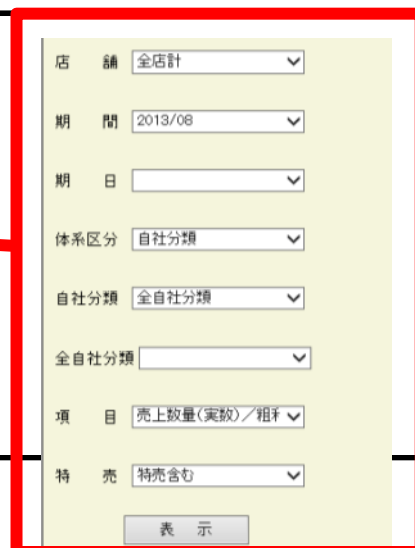 店 舗 全店計
期 間 2013/08
期 日
体系区分 自社分類
自社分類 全自社分類
全自社分類
項 目 売上数量(実数)/粗
特 売 特売含む
表 示